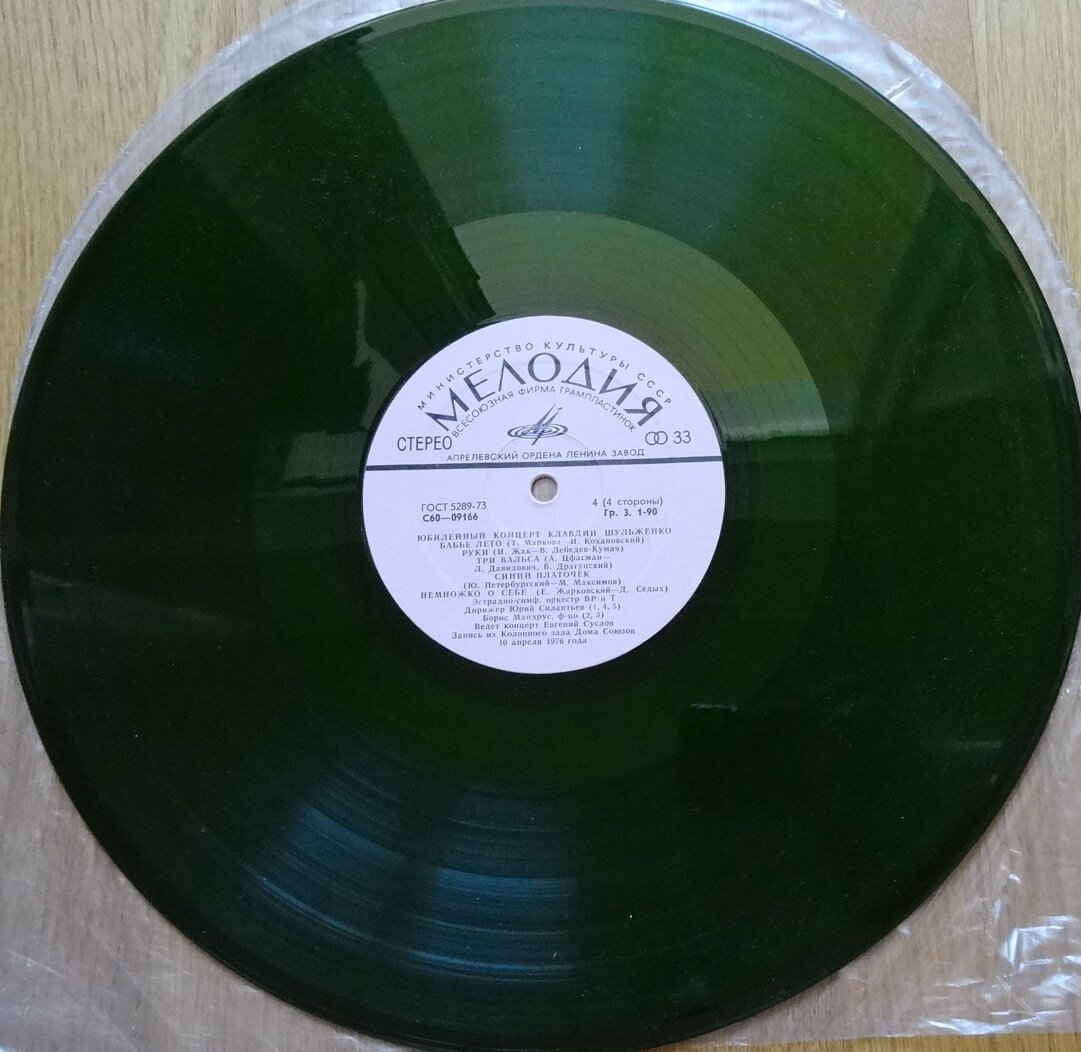 МИНИСТЕРСТВО КУЛЬТУРЫ СССР
МЕЛОДИЯ
ВСЕСОЮЗНАЯ ФИРМА ГРАМПЛАСТИНОК
СТЕРЕО 33
АПРЕЛЕВСКИЙ ОРДЕНА ЛЕНИНА ЗАВОД
ГОСТ 5289-73 4 (4 стороны)
С60—09166 Гр. 3. 1-90
ЮБИЛЕЙНЫЙ КОНЦЕРТ КЛАВДИИ ШУЛЬЖЕНКО
БАБЬЕ ЛЕТО (Т. Маркова—И. Кохановский)
РУКИ (И. Жак—В. Лебедев-Кумач)
ТРИ ВАЛЬСА (А. Цфасман—
Л. Давидович, В. Драгунский)
СИНИЙ ПЛАТОЧЕК
(Ю. Петербургский—М. Максимов)
НЕМНОЖКО О СЕБЕ (Е. Жарковский—Д. Седых)
Эстрадно-симф. оркестр ВР и Т
Дирижер Юрий Силантьев (1, 4, 5)
Борис Мандрус, ф-но (2, 3)
Ведет концерт Евгений Суслов
Запись из Колонного зала Дома Союзов
10 апреля 1976 года